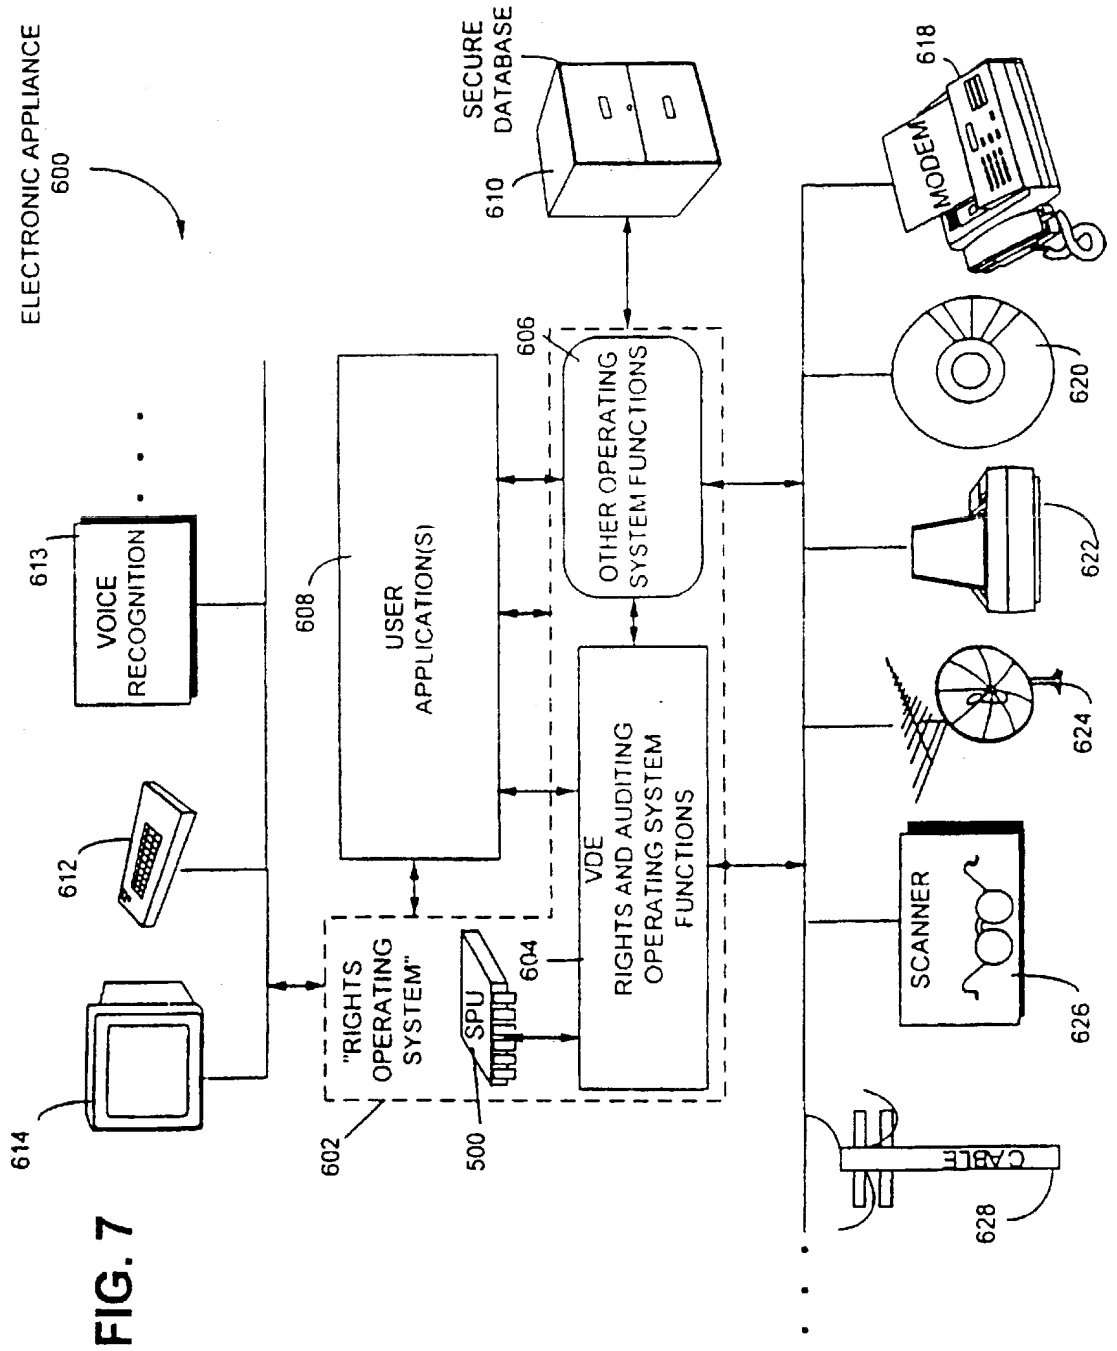 ELECTRONIC APPLIANCE
600
614
612
613
VOICE
RECOGNITION
602
"RIGHTS
OPERATING
SYSTEM"
608
USER
APPLICATION(S)
500
SPU
604
VDE
RIGHTS AND AUDITING
OPERATING SYSTEM
FUNCTIONS
606
OTHER OPERATING
SYSTEM FUNCTIONS
610
SECURE
DATABASE
628
CABLE
626
SCANNER
624
622
620
MODEM
618
FIG. 7